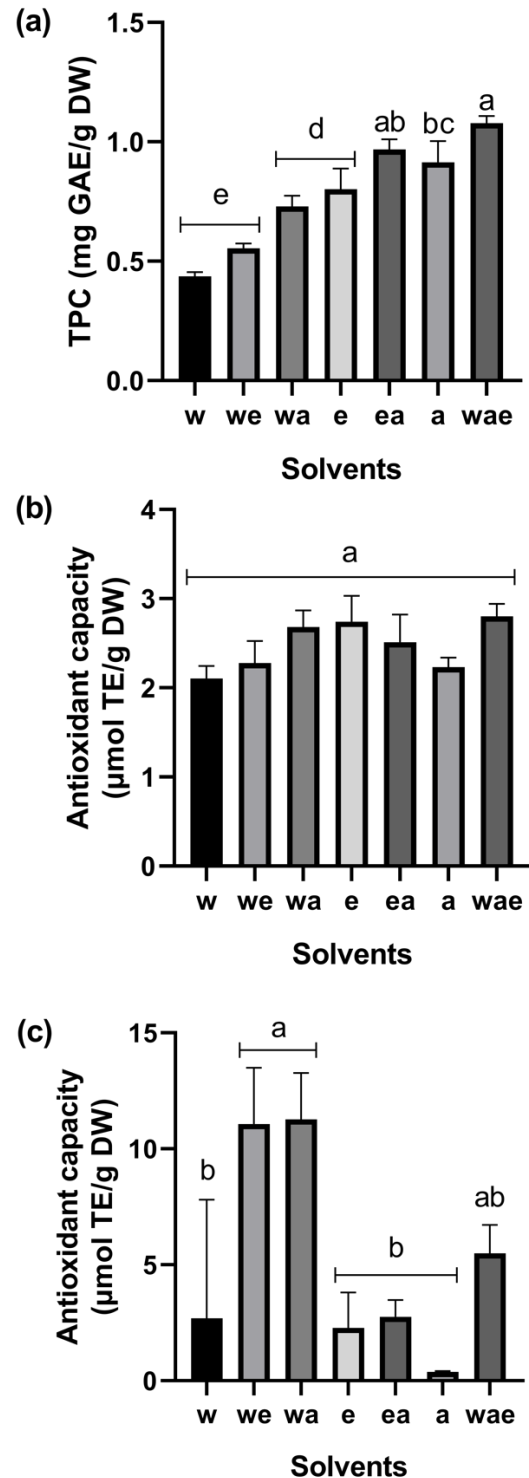 (a)
TPC (mg GAE/g DW)
1.5
1.0
0.5
0.0
e
d
ab
bc
a
w we wa e ea a wae
Solvents
(b)
Antioxidant capacity
(µmol TE/g DW)
4
3
2
1
0
a
w we wa e ea a wae
Solvents
(c)
Antioxidant capacity
(µmol TE/g DW)
15
10
5
0
b
a
b
ab
w we wa e ea a wae
Solvents